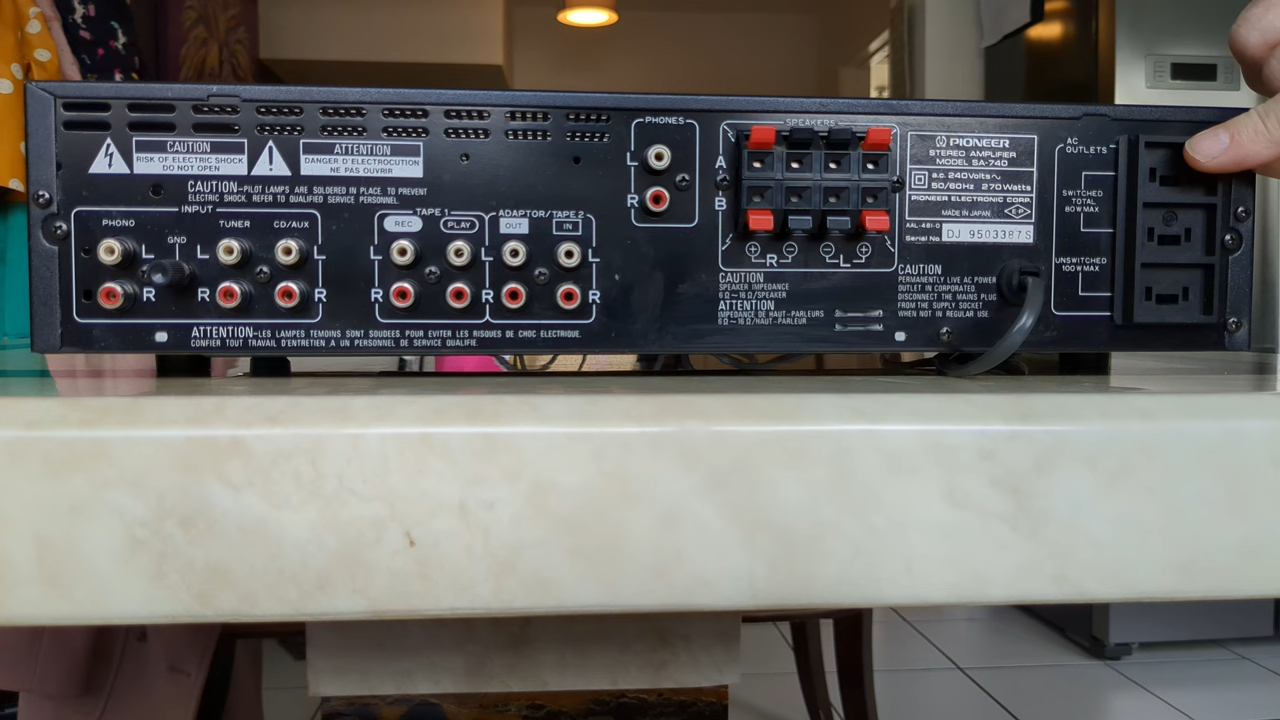 CAUTION
RISK OF ELECTRIC SHOCK
DO NOT OPEN
ATTENTION
DANGER D'ELECTROCUTION
NE PAS OUVRIR
CAUTION-PILOT LAMPS ARE SOLDERED IN PLACE. TO PREVENT
ELECTRIC SHOCK. REFER TO QUALIFIED SERVICE PERSONNEL.
INPUT
PHONO
GND
TUNER
CD/AUX
L
L
L
R
R
R
TAPE 1
REC
PLAY
ADAPTOR/TAPE 2
OUT
IN
L
L
L
R
R
R
ATTENTION-LES LAMPES TEMOINS SONT SOUDEES. POUR EVITER LES RISQUES DE CHOC ELECTRIQUE.
CONFIER TOUT TRAVAIL D'ENTRETIEN A UN PERSONNEL DE SERVICE QUALIFIE.
PHONES
L
R
SPEAKERS
A
B
+ - - +
R L
CAUTION
SPEAKER IMPEDANCE
6Ω~16Ω/SPEAKER
ATTENTION
IMPEDANCE DE HAUT-PARLEURS
6Ω~16Ω/HAUT-PARLEUR
PIONEER
STEREO AMPLIFIER
MODEL SA-740
a.c. 240Volts~
50/60Hz 270Watts
PIONEER ELECTRONIC CORP.
MADE IN JAPAN
AAL-481-0
Serial No. DJ 9503387S
CAUTION
PERMANENTLY LIVE AC POWER
OUTLET IN CORPORATED.
DISCONNECT THE MAINS PLUG
FROM THE SUPPLY SOCKET
WHEN NOT IN REGULAR USE
AC
OUTLETS
SWITCHED
TOTAL
80W MAX
UNSWITCHED
100W MAX